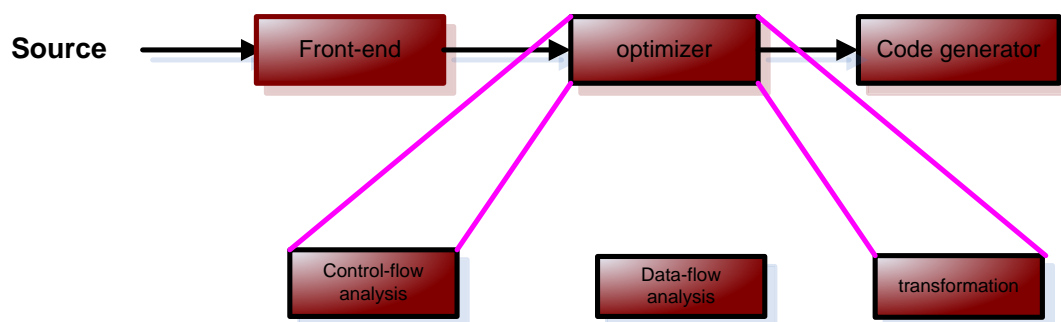 Source
Front-end
optimizer
Code generator
Control-flow
analysis
Data-flow
analysis
transformation